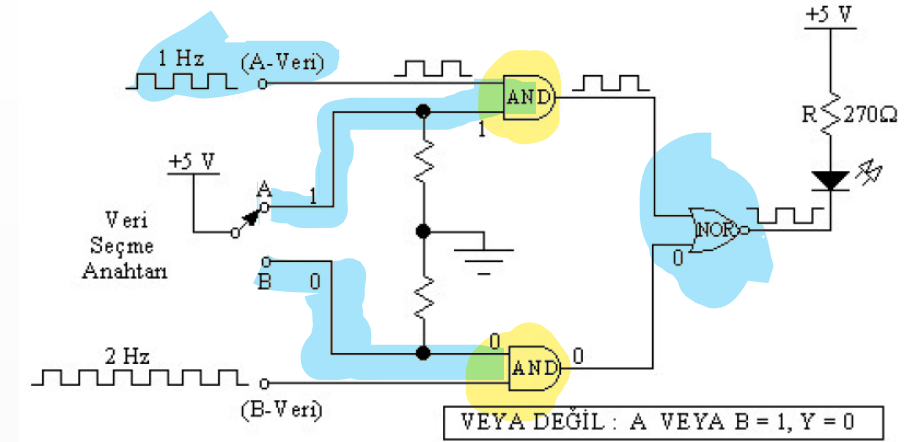 +5 V
1 Hz (A-Veri)
AND
R 270Ω
1
+5 V
A 1
Veri
Seçme
Anahtarı
NOR
0
B 0
0
2 Hz
AND 0
(B-Veri)
VEYA DEĞİL : A VEYA B = 1, Y = 0